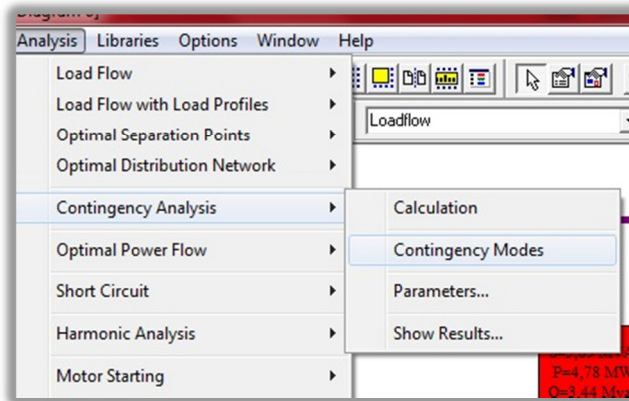 Analysis Libraries Options Window Help
Load Flow
Load Flow with Load Profiles
Loadflow
Optimal Separation Points
Optimal Distribution Network
Contingency Analysis
Calculation
Optimal Power Flow
Contingency Modes
Short Circuit
Parameters...
Harmonic Analysis
Show Results...
Motor Starting
P=4,78 MW
Q=3,44 Mva